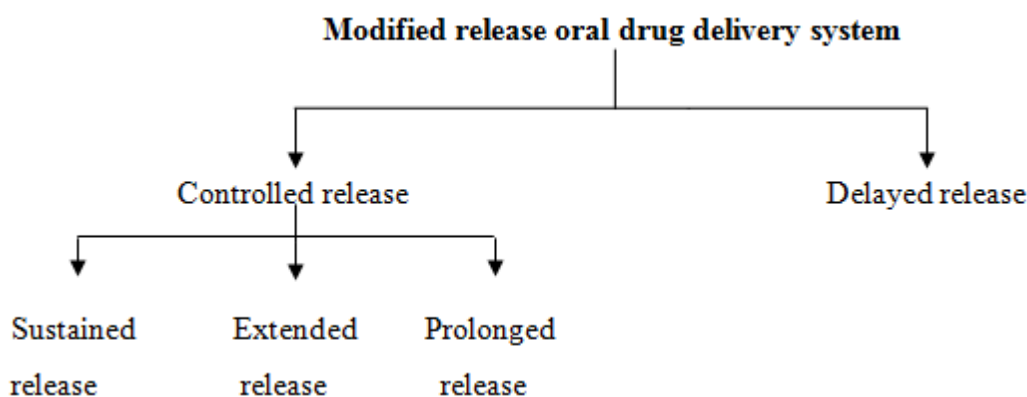 Modified release oral drug delivery system
Controlled release
Delayed release
Sustained
release
Extended
release
Prolonged
release